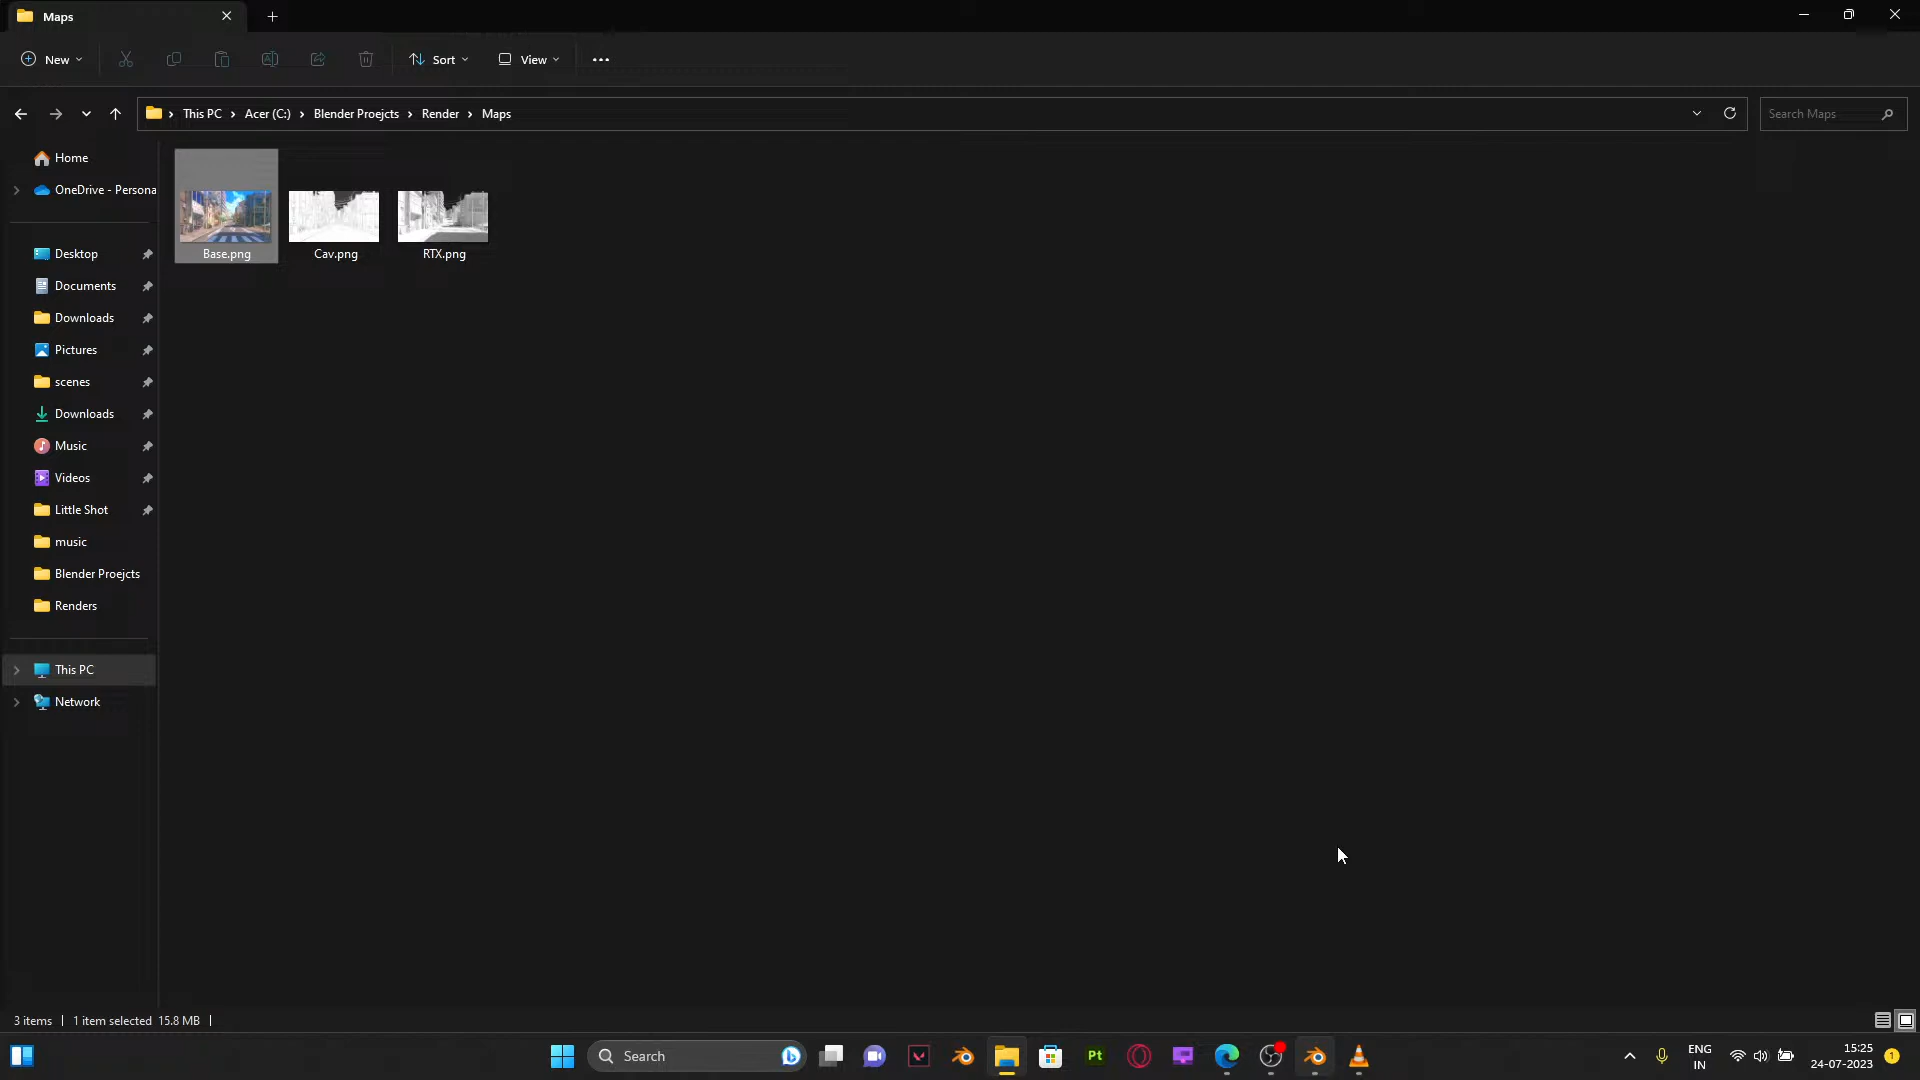 Maps
New
Sort
View
This PC
Acer (C:)
Blender Proejcts
Render
Maps
Search Maps
Home
OneDrive - Persona
Desktop
Documents
Downloads
Pictures
scenes
Downloads
Music
Videos
Little Shot
music
Blender Proejcts
Renders
This PC
Network
Base.png
Cav.png
RTX.png
3 items
1 item selected 15.8 MB
Search
Pt
ENG
IN
15:25
24-07-2023
1